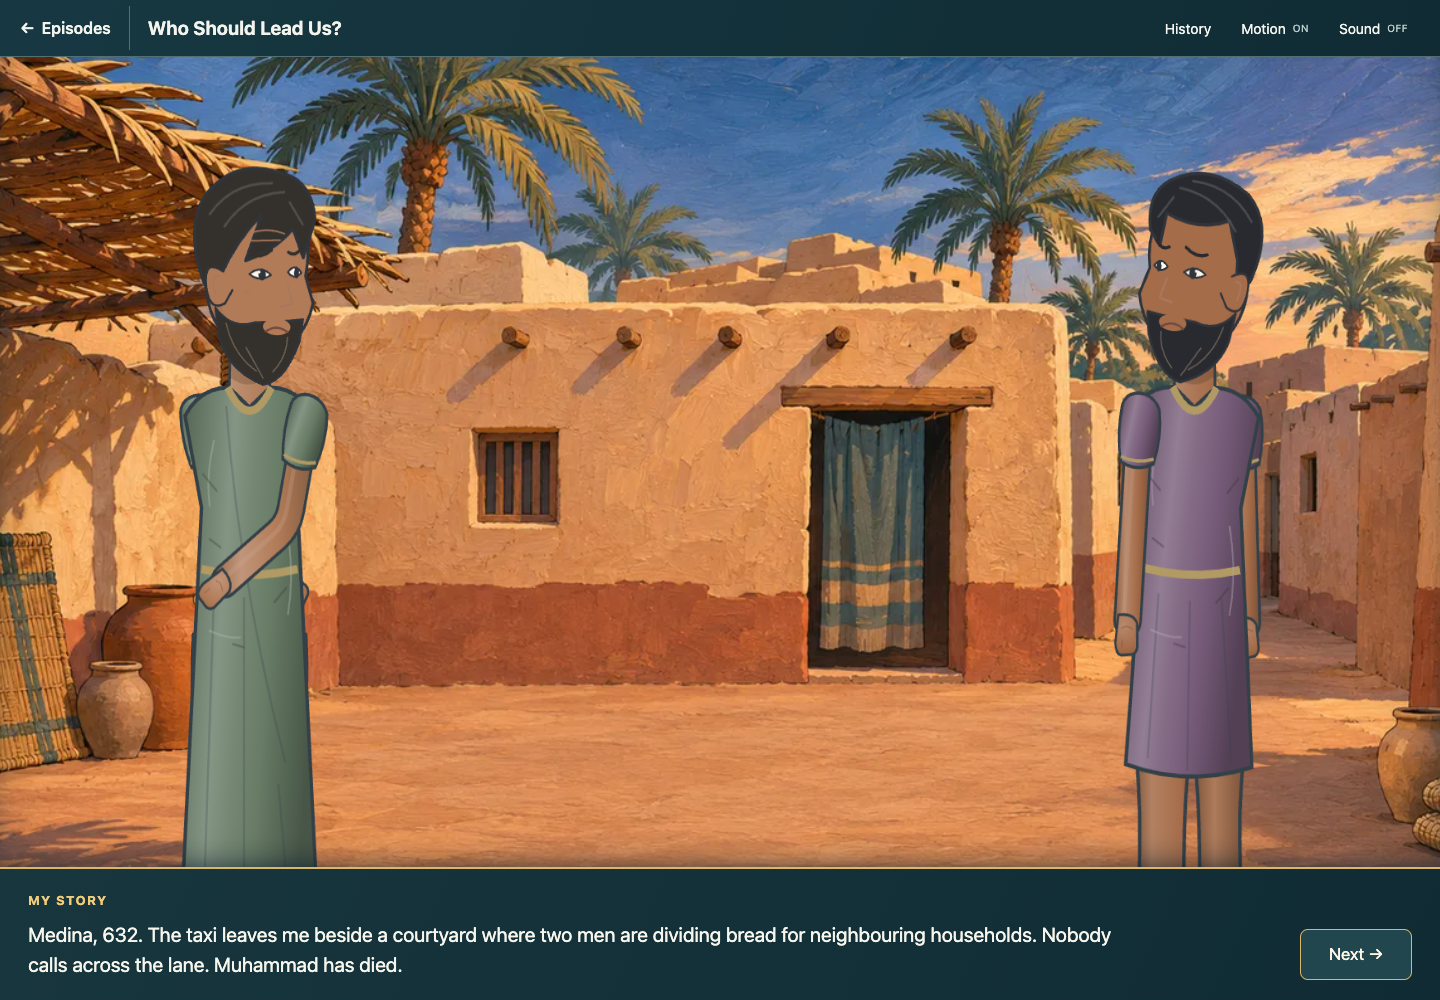 ← Episodes
Who Should Lead Us?
History
Motion ON
Sound OFF
MY STORY
Medina, 632. The taxi leaves me beside a courtyard where two men are dividing bread for neighbouring households. Nobody
calls across the lane. Muhammad has died.
Next →